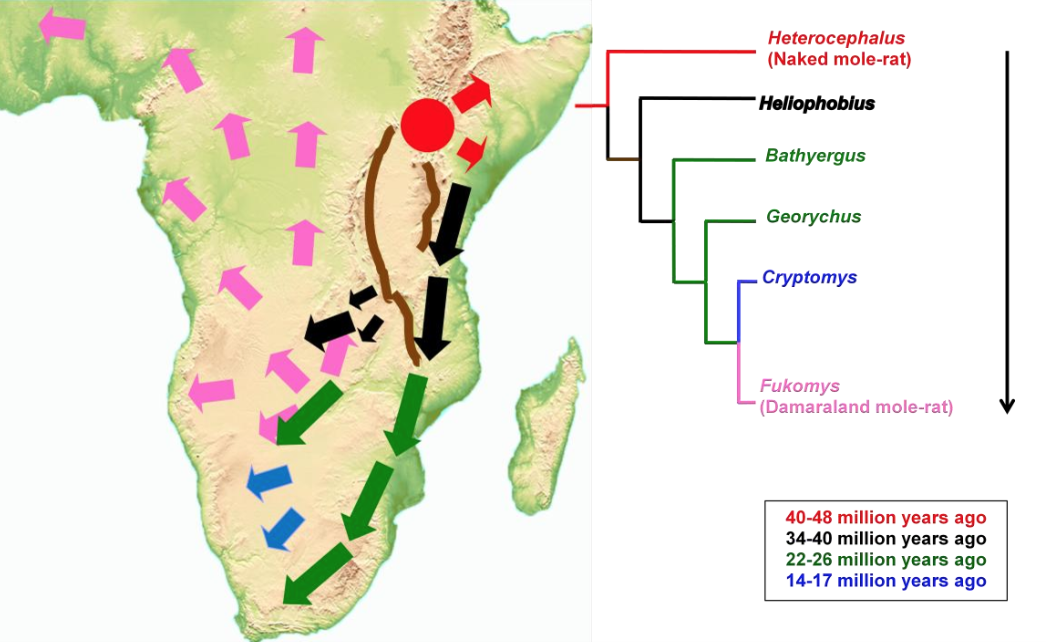 Heterocephalus
(Naked mole-rat)
Heliophobius
Bathyergus
Georychus
Cryptomys
Fukomys
(Damaraland mole-rat)
40-48 million years ago
34-40 million years ago
22-26 million years ago
14-17 million years ago